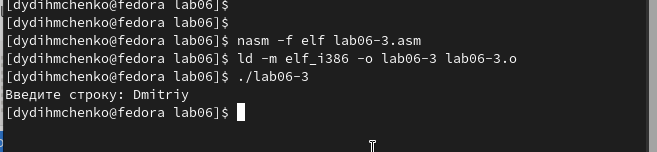 [dydihmchenko@fedora lab06]$
[dydihmchenko@fedora lab06]$
[dydihmchenko@fedora lab06]$ nasm -f elf lab06-3.asm
[dydihmchenko@fedora lab06]$ ld -m elf_i386 -o lab06-3 lab06-3.o
[dydihmchenko@fedora lab06]$ ./lab06-3
Введите строку: Dmitriy
[dydihmchenko@fedora lab06]$